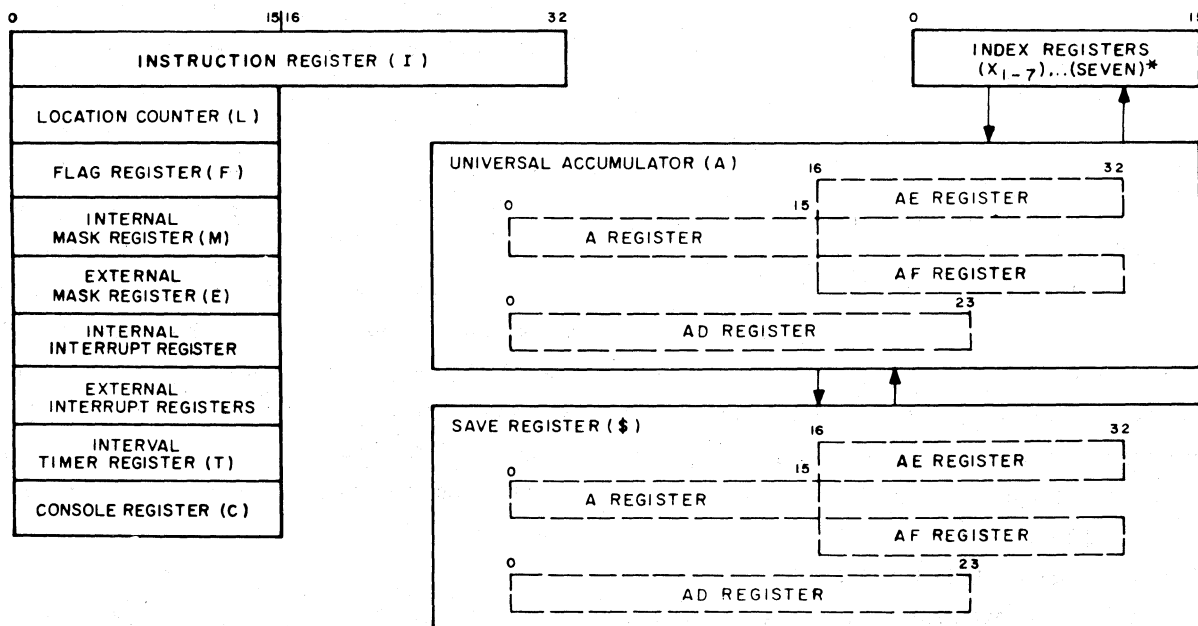 0 15 16 32
INSTRUCTION REGISTER (I)
LOCATION COUNTER (L)
FLAG REGISTER (F)
INTERNAL
MASK REGISTER (M)
EXTERNAL
MASK REGISTER (E)
INTERNAL
INTERRUPT REGISTER
EXTERNAL
INTERRUPT REGISTERS
INTERVAL
TIMER REGISTER (T)
CONSOLE REGISTER (C)
0
INDEX REGISTERS
(X1-7)...(SEVEN)*
UNIVERSAL ACCUMULATOR (A)
16 32
AE REGISTER
0 15
A REGISTER
AF REGISTER
0 23
AD REGISTER
SAVE REGISTER ($)
16 32
AE REGISTER
0 15
A REGISTER
AF REGISTER
0 23
AD REGISTER